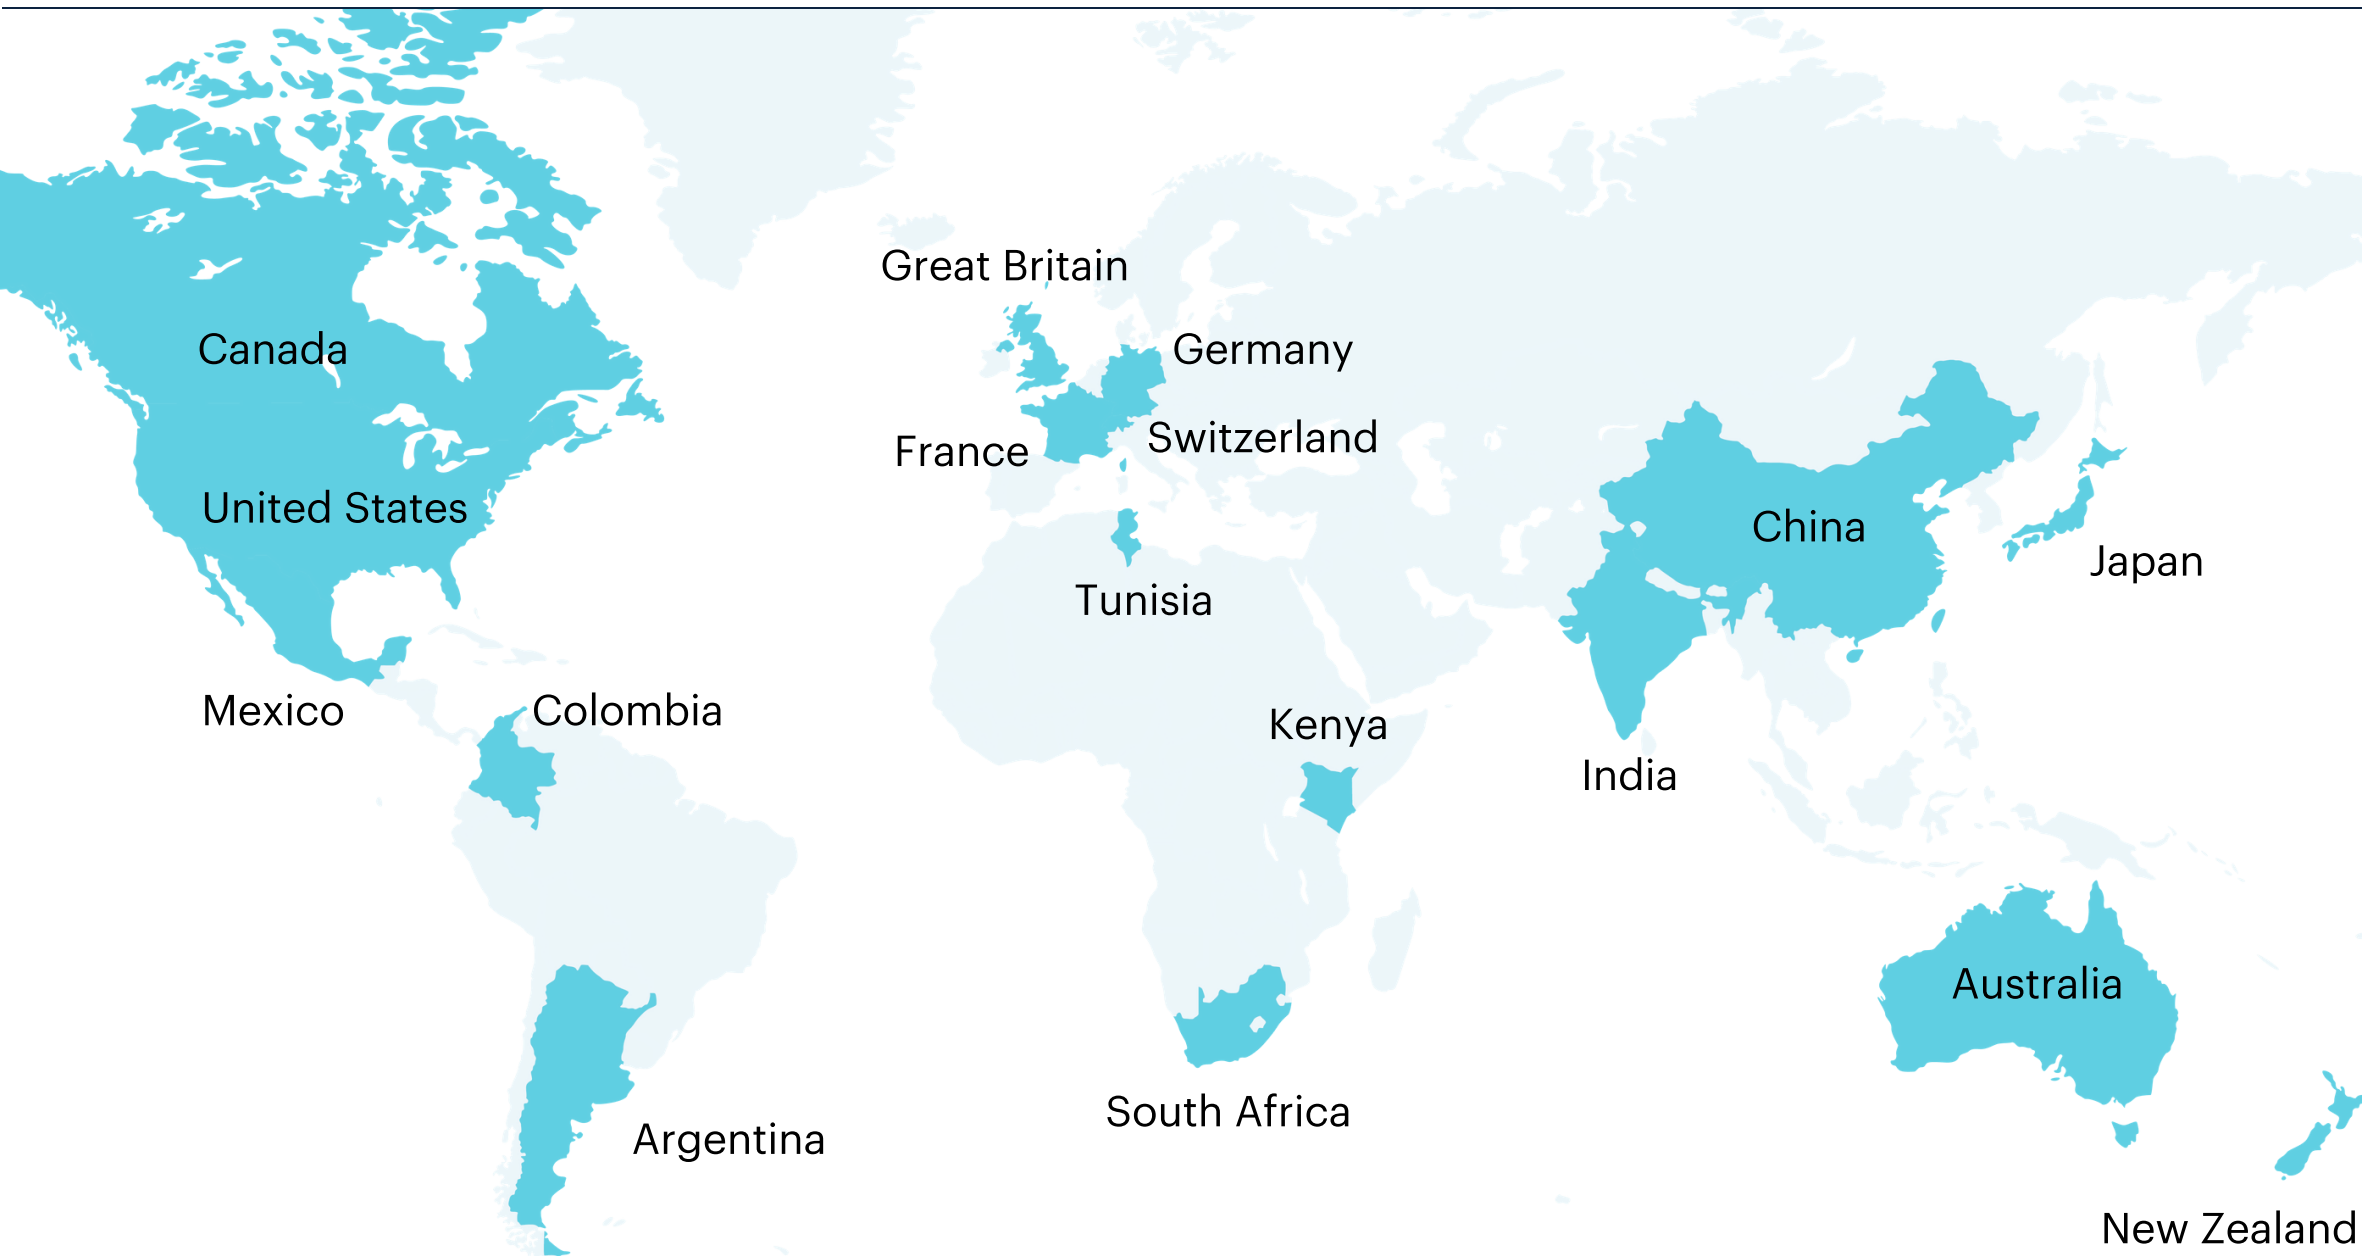 Great Britain
Canada
Germany
Switzerland
France
United States
China
Japan
Tunisia
Mexico
Colombia
Kenya
India
Australia
South Africa
Argentina
New Zealand